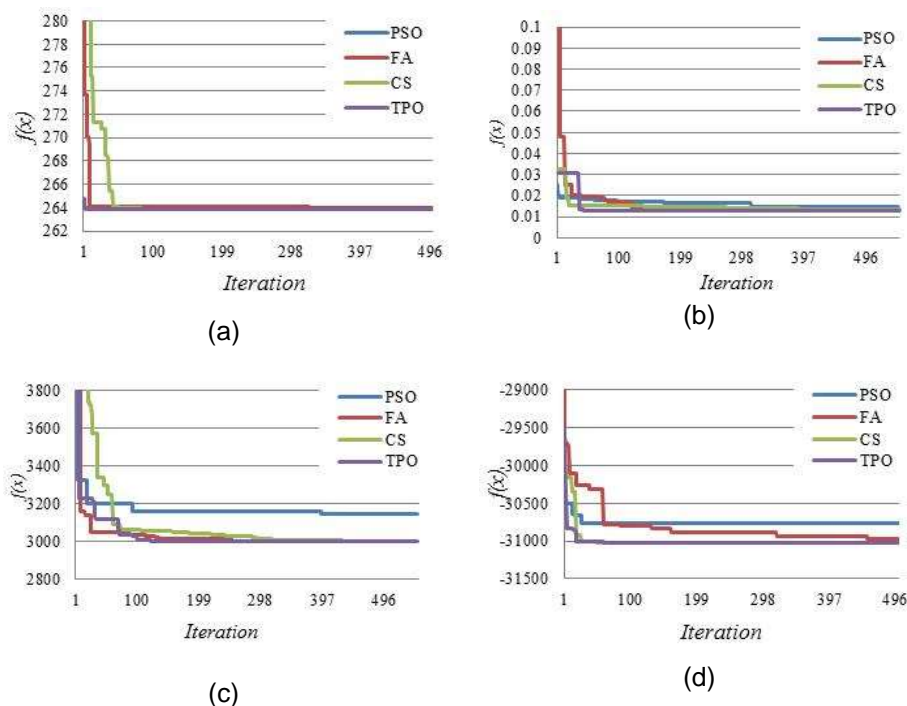 280
278
276
274
272
270
268
266
264
262
f(x)
1 100 199 298 397 496
Iteration
PSO
FA
CS
TPO
(a)
0.1
0.09
0.08
0.07
0.06
0.05
0.04
0.03
0.02
0.01
0
f(x)
1 100 199 298 397 496
Iteration
PSO
FA
CS
TPO
(b)
3800
3600
3400
3200
3000
2800
f(x)
1 100 199 298 397 496
Iteration
PSO
FA
CS
TPO
(c)
-29000
-29500
-30000
-30500
-31000
-31500
f(x)
1 100 199 298 397 496
Iteration
PSO
FA
CS
TPO
(d)